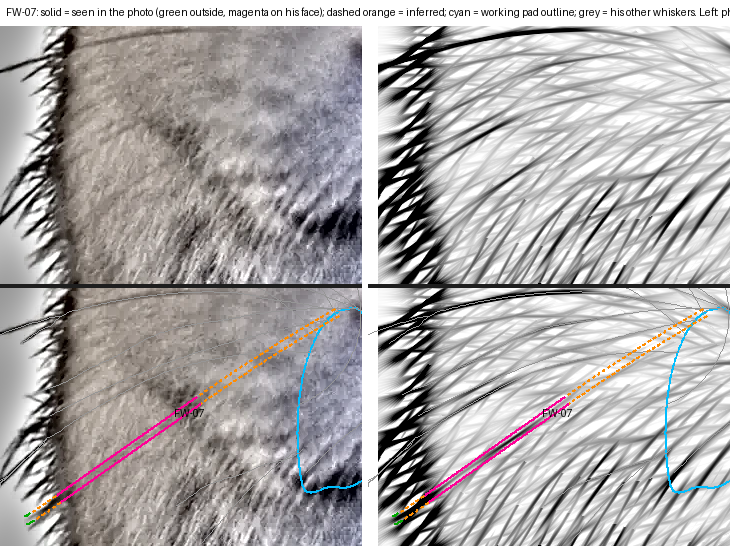 FW-07: solid = seen in the photo (green outside, magenta on his face); dashed orange = inferred; cyan = working pad outline; grey = his other whiskers. Left: ph
FW-07
FW-07